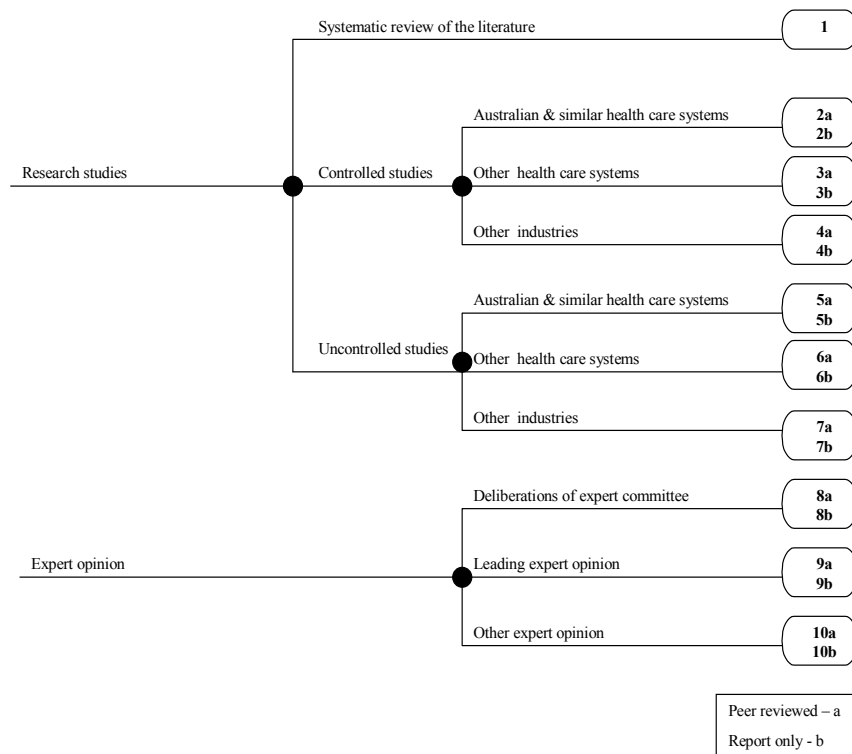 Systematic review of the literature
1
Australian & similar health care systems
2a
2b
Research studies
Controlled studies
Other health care systems
3a
3b
Other industries
4a
4b
Australian & similar health care systems
5a
5b
Uncontrolled studies
Other health care systems
6a
6b
Other industries
7a
7b
Deliberations of expert committee
8a
8b
Expert opinion
Leading expert opinion
9a
9b
Other expert opinion
10a
10b
Peer reviewed – a
Report only - b